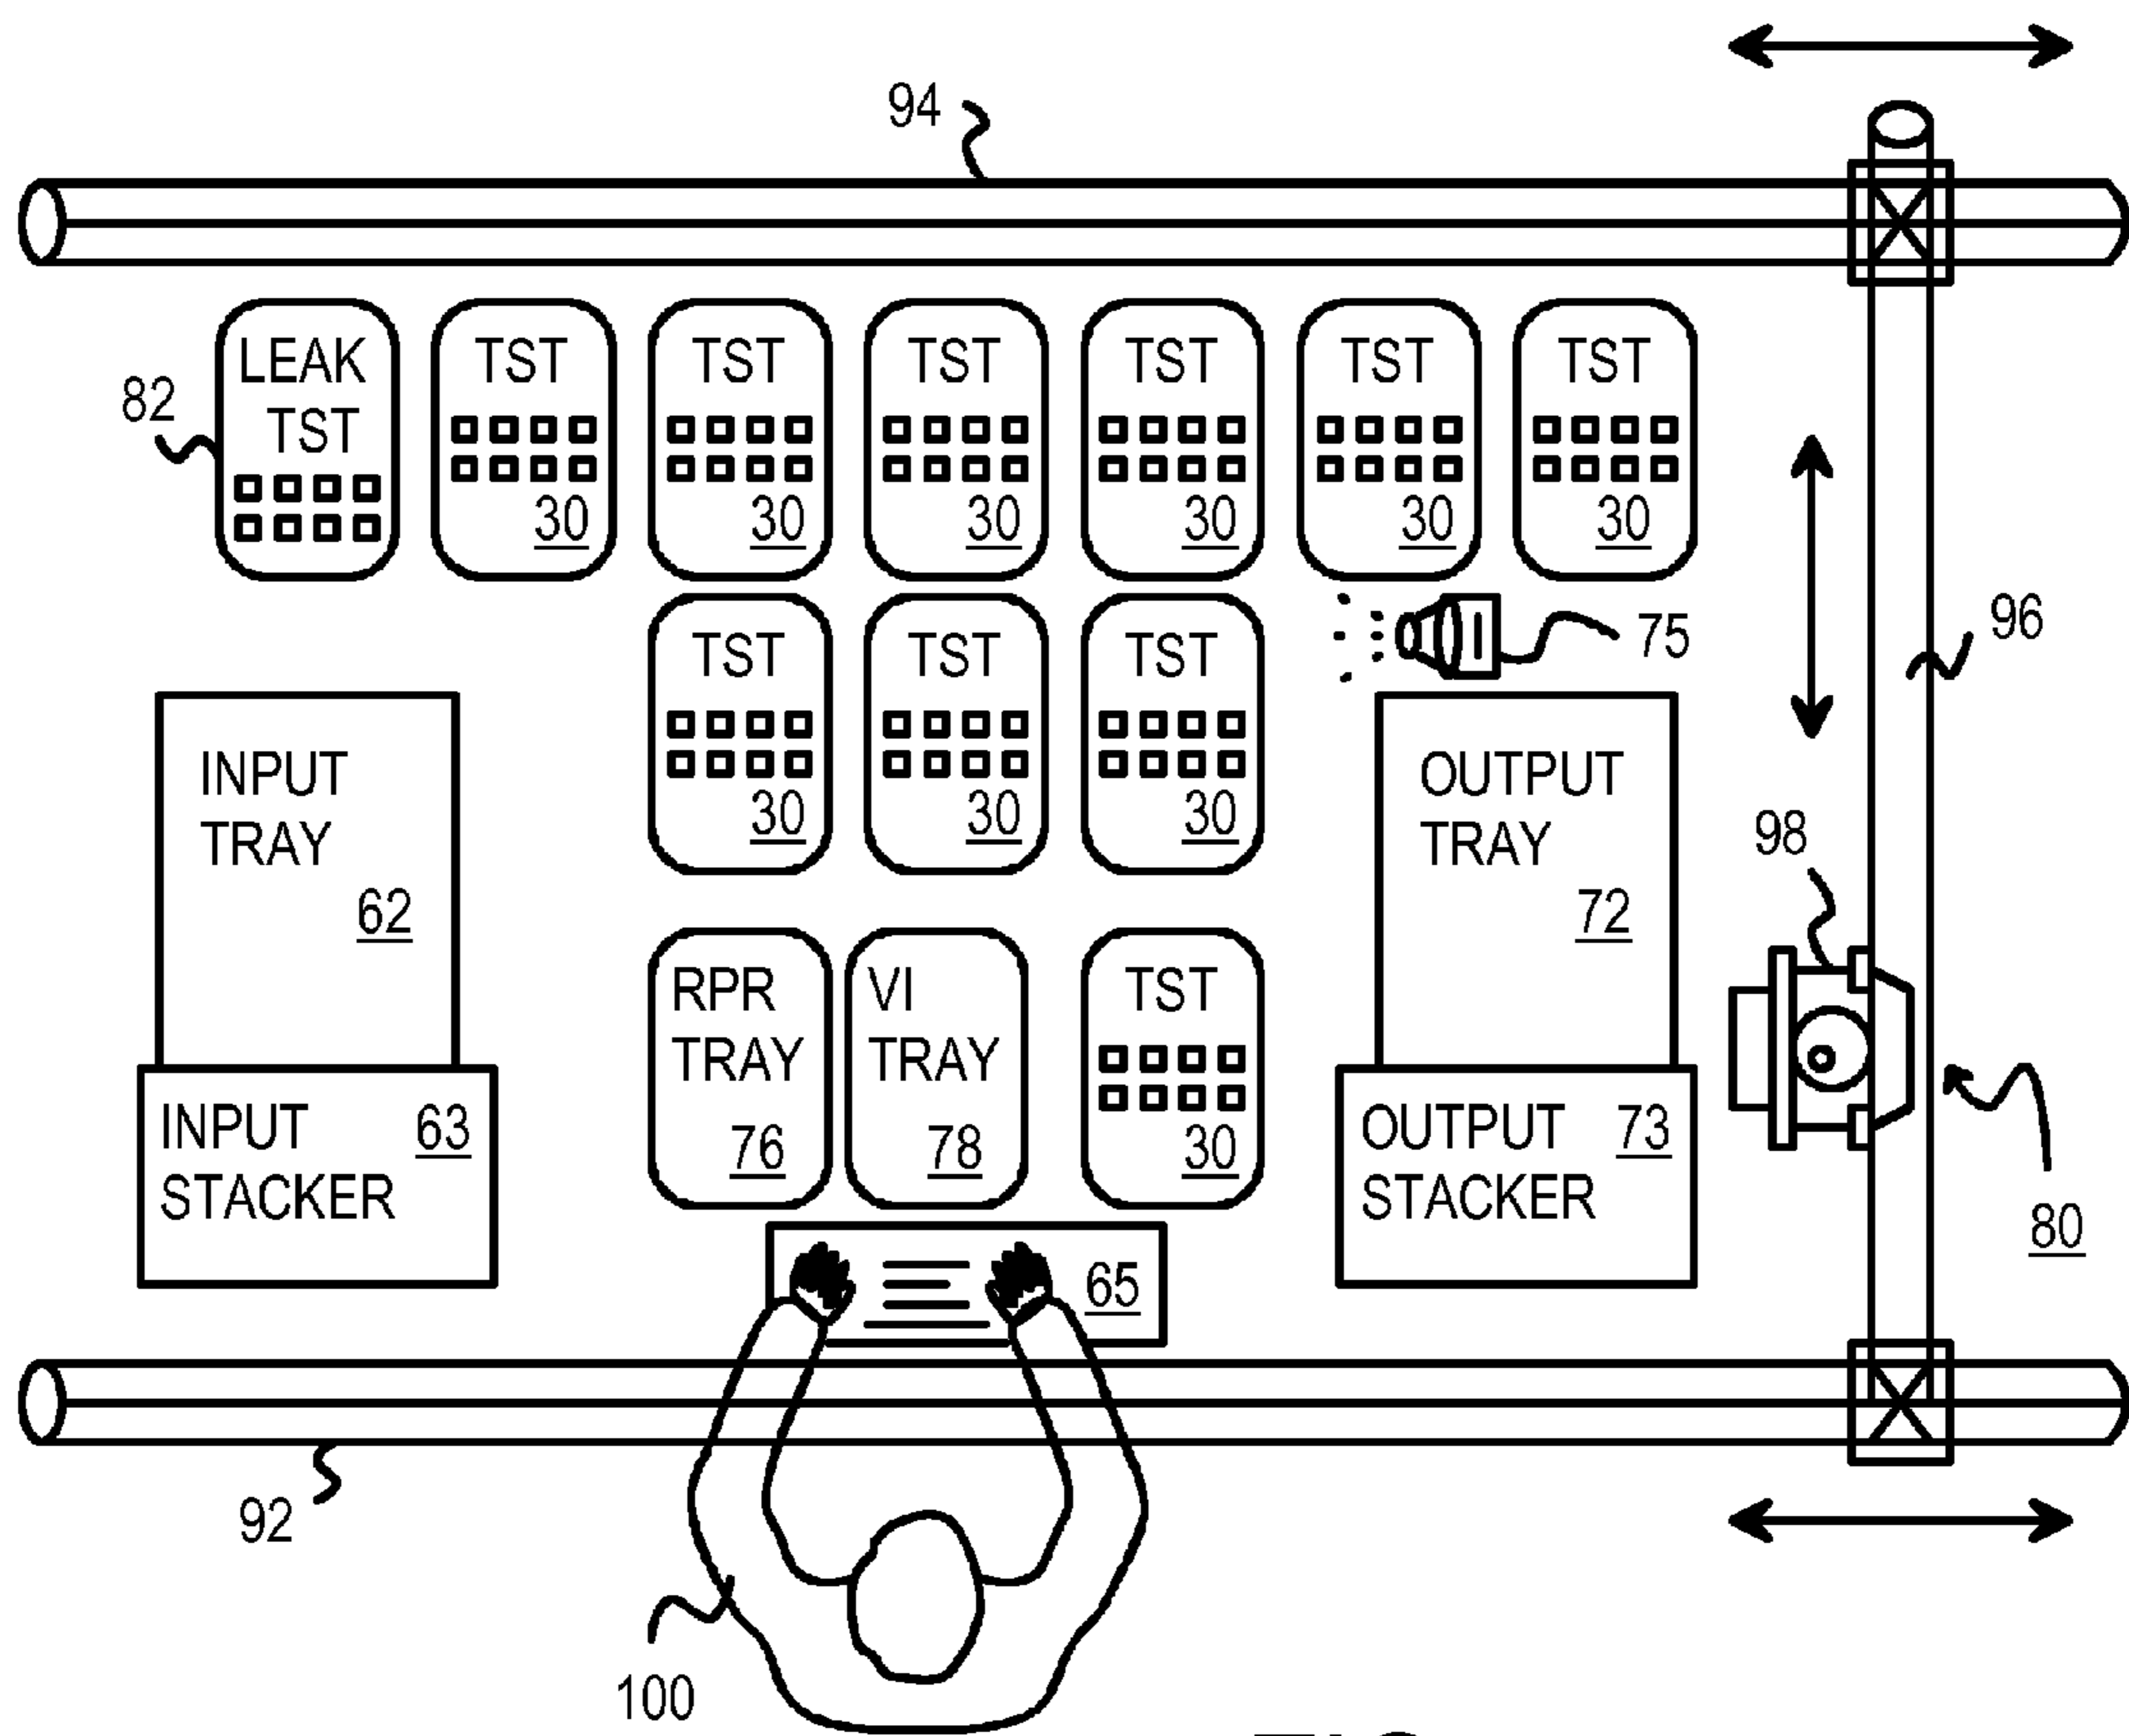 94
LEAK
TST
82
TST
30
TST
30
TST
30
TST
30
TST
30
TST
30
TST
30
TST
30
TST
30
75
96
INPUT
TRAY
62
OUTPUT
TRAY
72
98
RPR
TRAY
76
VI
TRAY
78
TST
30
INPUT 63
STACKER
OUTPUT 73
STACKER
80
65
92
100